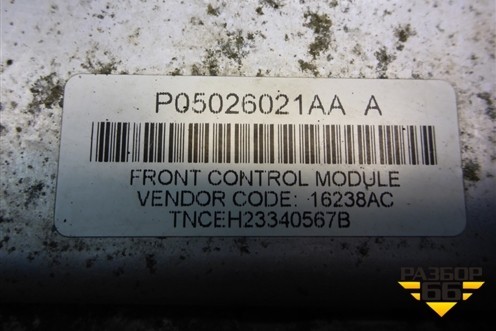 P05026021AA A
FRONT CONTROL MODULE
VENDOR CODE: 16238AC
TNCEH23340567B
РАЗБОР
66